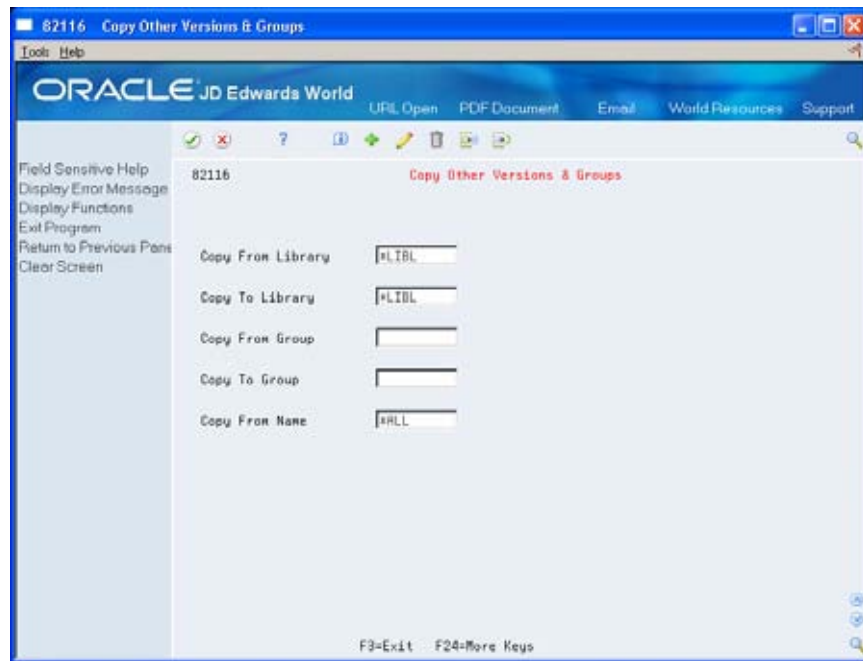 82116 Copy Other Versions & Groups
Tools Help
ORACLE JD Edwards World
URL Open PDF Document Email World Resources Support
Field Sensitive Help
Display Error Message
Display Functions
Exit Program
Return to Previous Pane
Clear Screen
82116 Copy Other Versions & Groups
Copy From Library *LIBL
Copy To Library *LIBL
Copy From Group
Copy To Group
Copy From Name *ALL
F3=Exit F24=More Keys